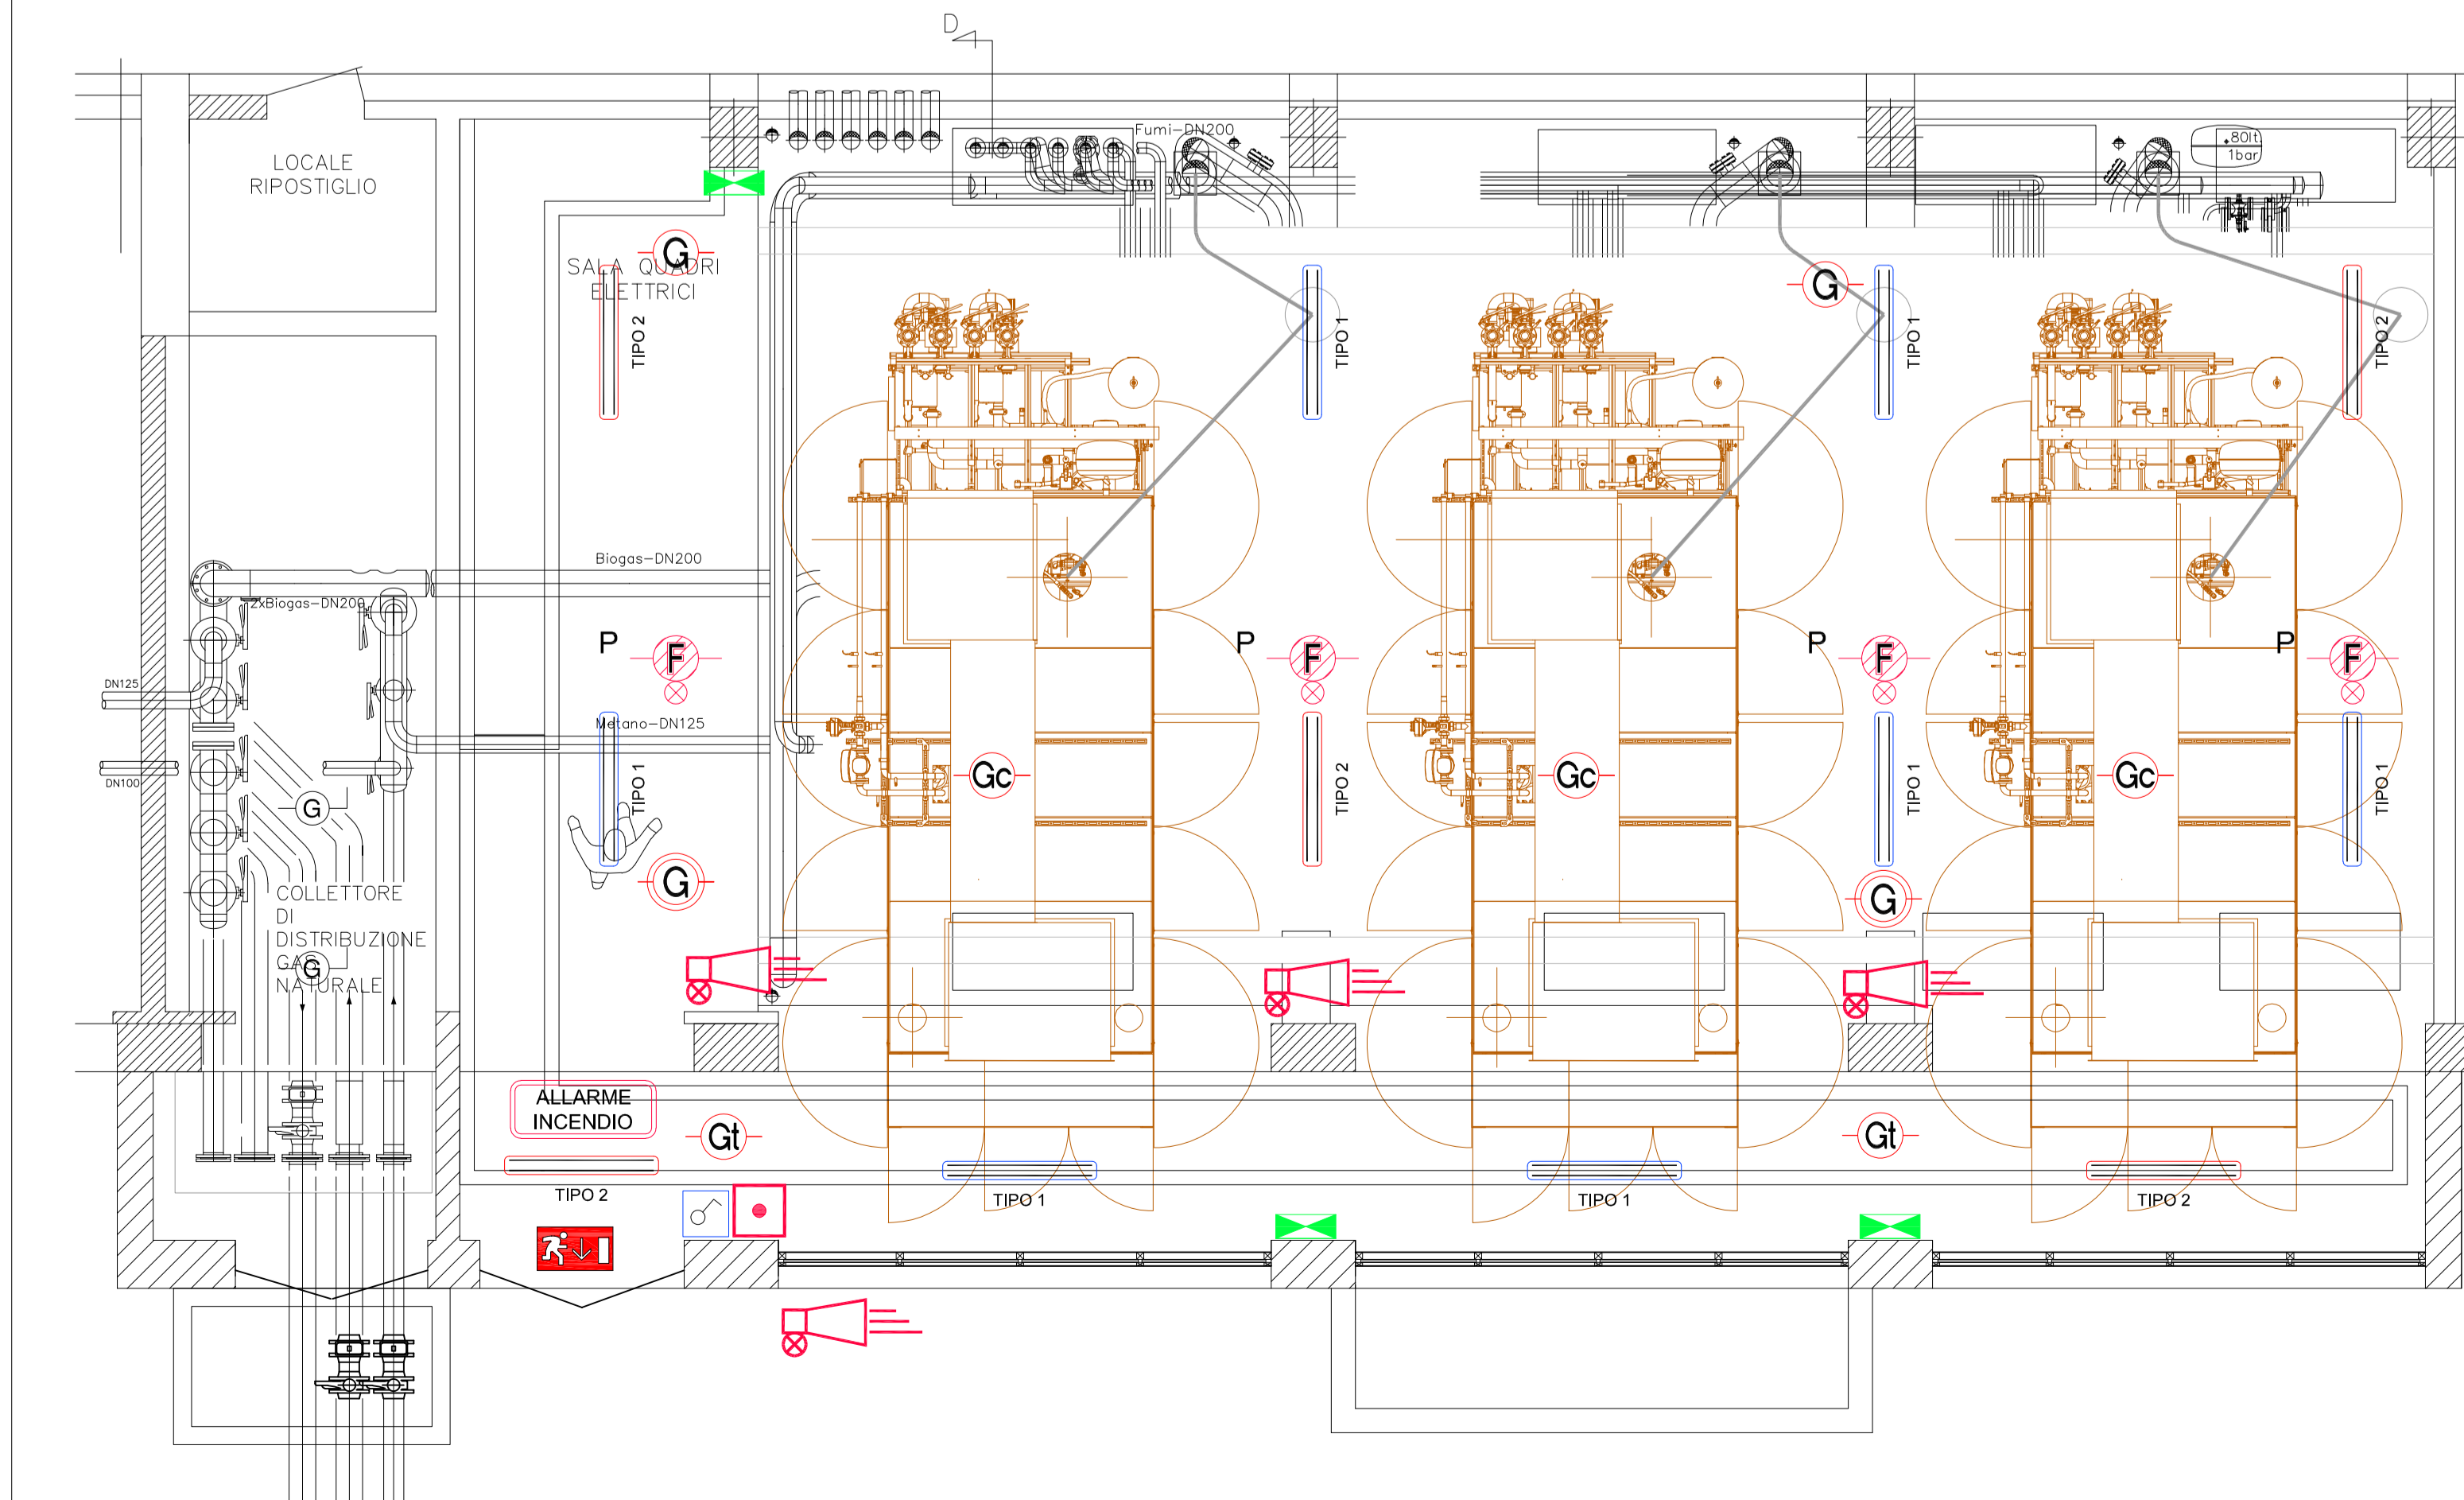 D
Fumi-DN200
.80lt.
1bar
LOCALE
RIPOSTIGLIO
G
SALA QUADRI
ELETTRICI
G
TIPO 2
TIPO 1
TIPO 1
TIPO 2
Biogas-DN200
2xBiogas-DN200
P
F
P
F
P
F
P
F
DN125
Metano-DN125
DN100
TIPO 1
Gc
TIPO 2
Gc
TIPO 1
Gc
TIPO 1
G
G
G
COLLETTORE
DI
DISTRIBUZIONE
GAS
NATURALE
G
ALLARME
INCENDIO
Gt
Gt
TIPO 2
TIPO 1
TIPO 1
TIPO 2